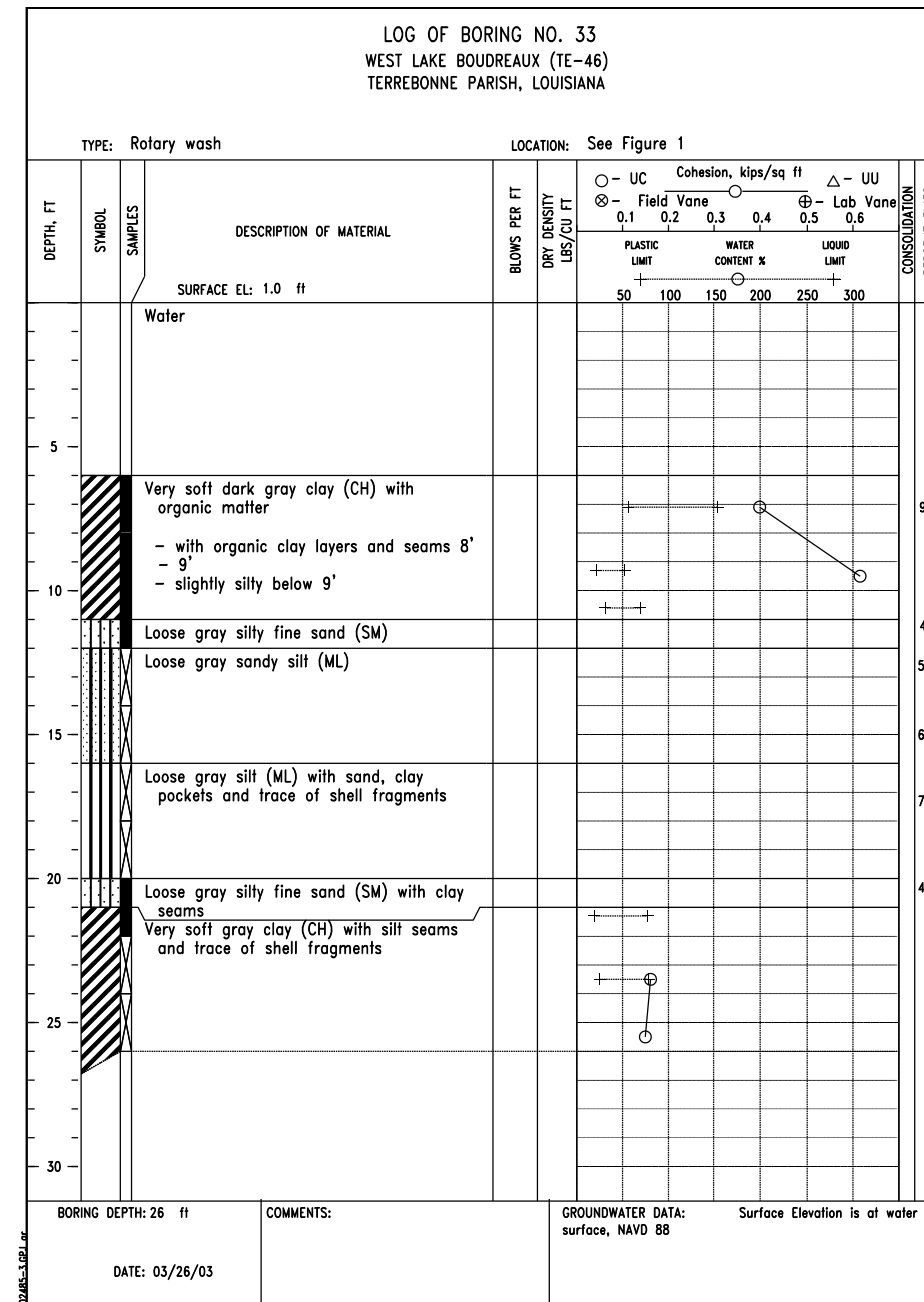 LOG OF BORING NO. 33
WEST LAKE BOUDREAUX (TE-46)
TERREBONNE PARISH, LOUISIANA
TYPE: Rotary wash
LOCATION: See Figure 1
DEPTH, FT
SYMBOL
SAMPLES
DESCRIPTION OF MATERIAL
SURFACE EL: 1.0 ft
BLOWS PER FT
DRY DENSITY
LBS/CU FT
- UC Cohesion, kips/sq ft - UU
- Field Vane - Lab Vane
0.1 0.2 0.3 0.4 0.5 0.6
PLASTIC WATER LIQUID
LIMIT CONTENT % LIMIT
50 100 150 200 250 300
CONSOLIDATION
Water
5
Very soft dark gray clay (CH) with
organic matter
- with organic clay layers and seams 8'
- 9'
- slightly silty below 9'
9
10
Loose gray silty fine sand (SM)
4
Loose gray sandy silt (ML)
5
15
6
Loose gray silt (ML) with sand, clay
pockets and trace of shell fragments
7
20
Loose gray silty fine sand (SM) with clay
seams
4
Very soft gray clay (CH) with silt seams
and trace of shell fragments
25
30
BORING DEPTH: 26 ft
DATE: 03/26/03
COMMENTS:
GROUNDWATER DATA: Surface Elevation is at water
surface, NAVD 88